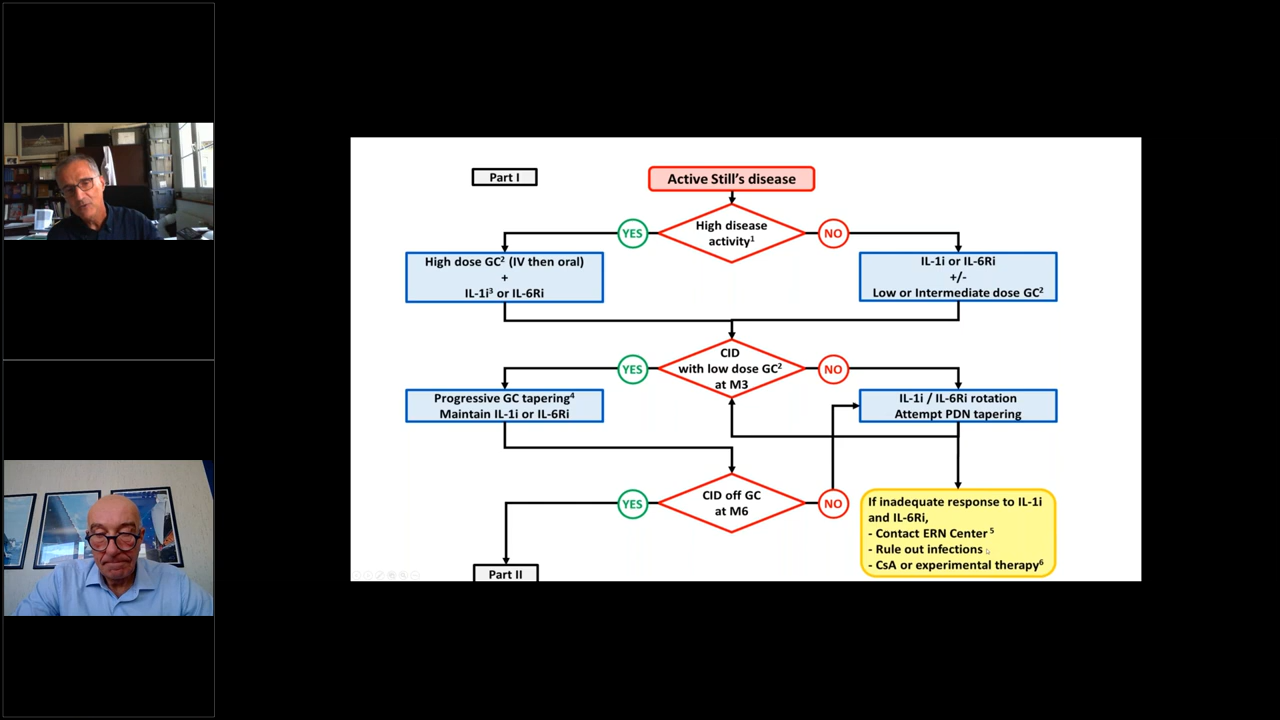 Part I
Active Still's disease
High disease
activity¹
YES
NO
High dose GC² (IV then oral)
+
IL-1i³ or IL-6Ri
IL-1i or IL-6Ri
+/-
Low or Intermediate dose GC²
CID
with low dose GC²
at M3
YES
NO
Progressive GC tapering⁴
Maintain IL-1i or IL-6Ri
IL-1i / IL-6Ri rotation
Attempt PDN tapering
CID off GC
at M6
YES
NO
If inadequate response to IL-1i
and IL-6Ri,
- Contact ERN Center ⁵
- Rule out infections
- CsA or experimental therapy⁶
Part II